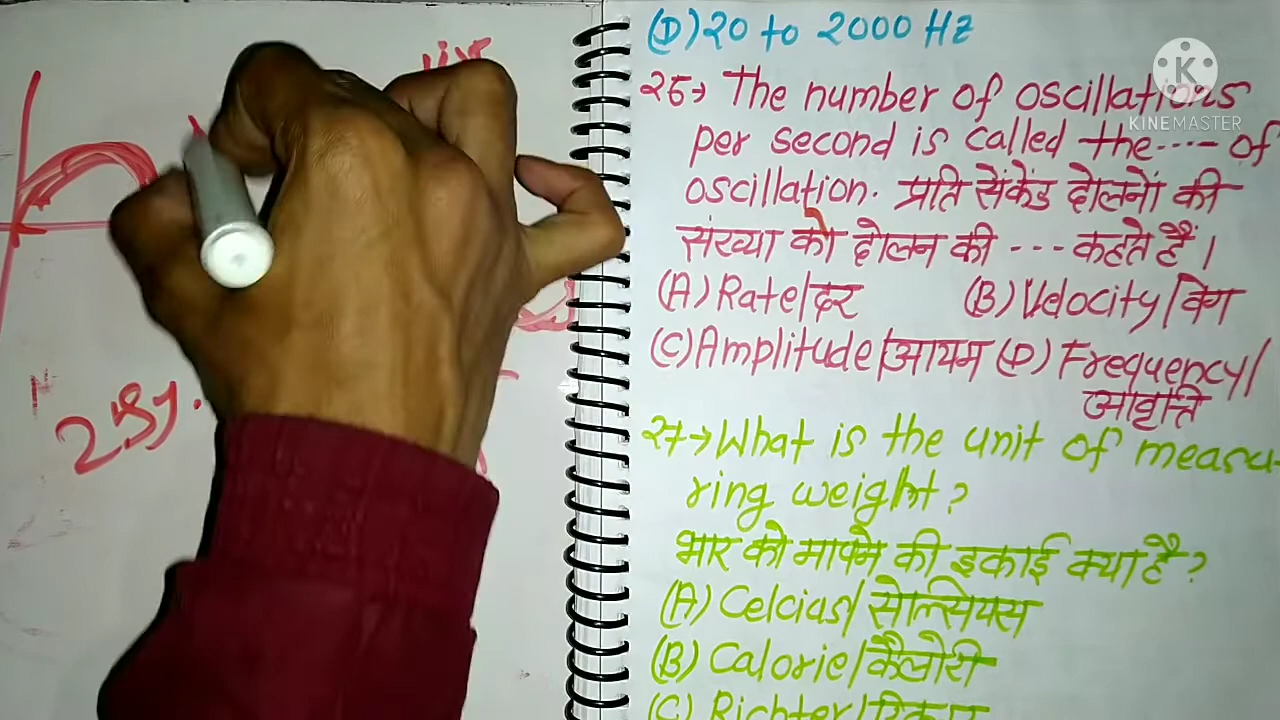 (D) 20 to 2000 Hz
K
KINEMASTER
26→ The number of oscillations
per second is called the---- of
oscillation. प्रति सेंकेंड दोलनों की
संख्या को दोलन की --- कहते हैं।
(A) Rate/दर (B) Velocity/वेग
(C) Amplitude/आयम (D) Frequency/
आवृत्ति
27→ What is the unit of measu-
ring weight?
भार को मापने की इकाई क्या है?
(A) Celcius/सेल्सियस
(B) Calorie/कैलोरी
(C) Richter/